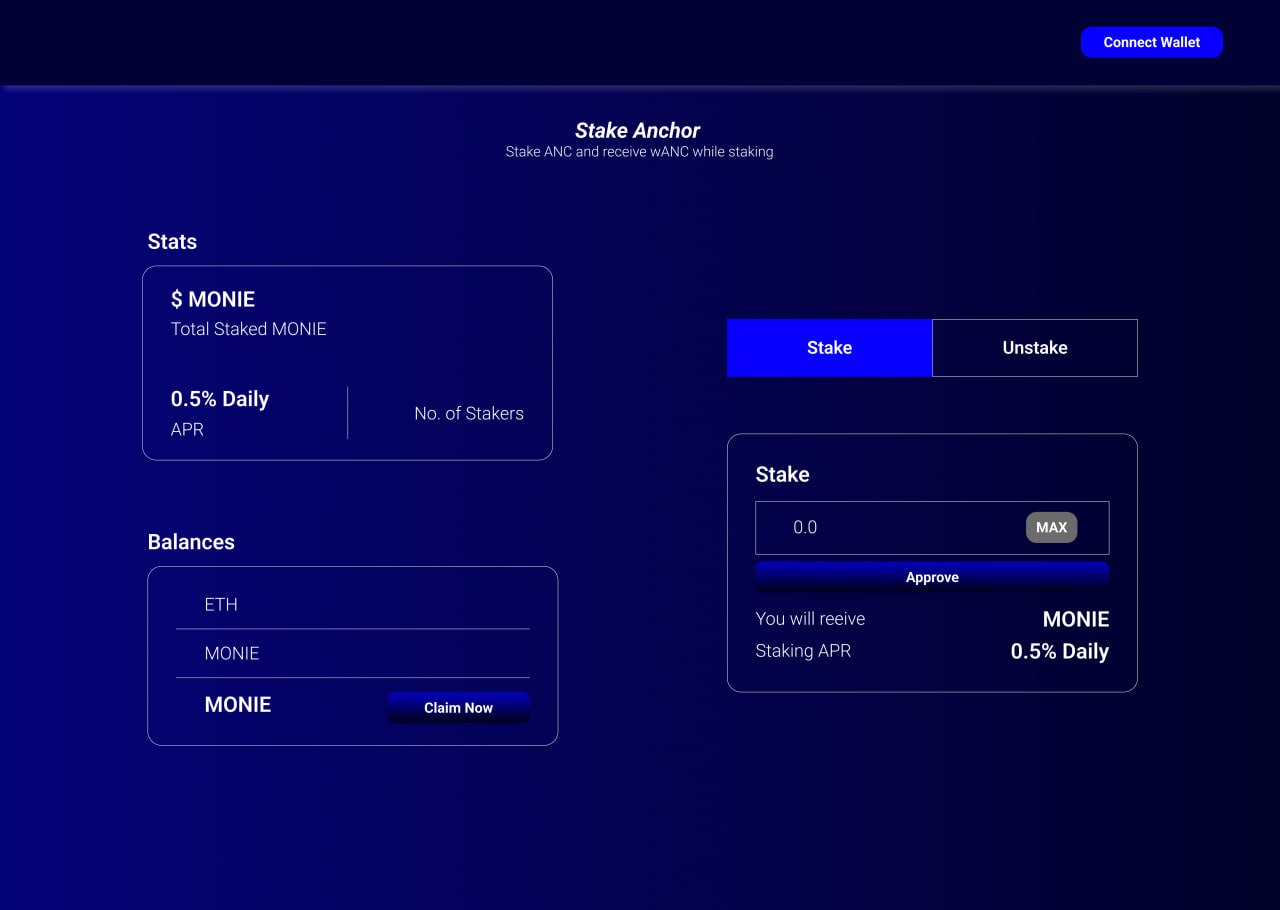 Connect Wallet
Stake Anchor
Stake ANC and receive wANC while staking
Stats
$ MONIE
Total Staked MONIE
0.5% Daily
APR
No. of Stakers
Balances
ETH
MONIE
MONIE
Claim Now
Stake
Unstake
Stake
0.0
MAX
Approve
You will reeive
MONIE
Staking APR
0.5% Daily